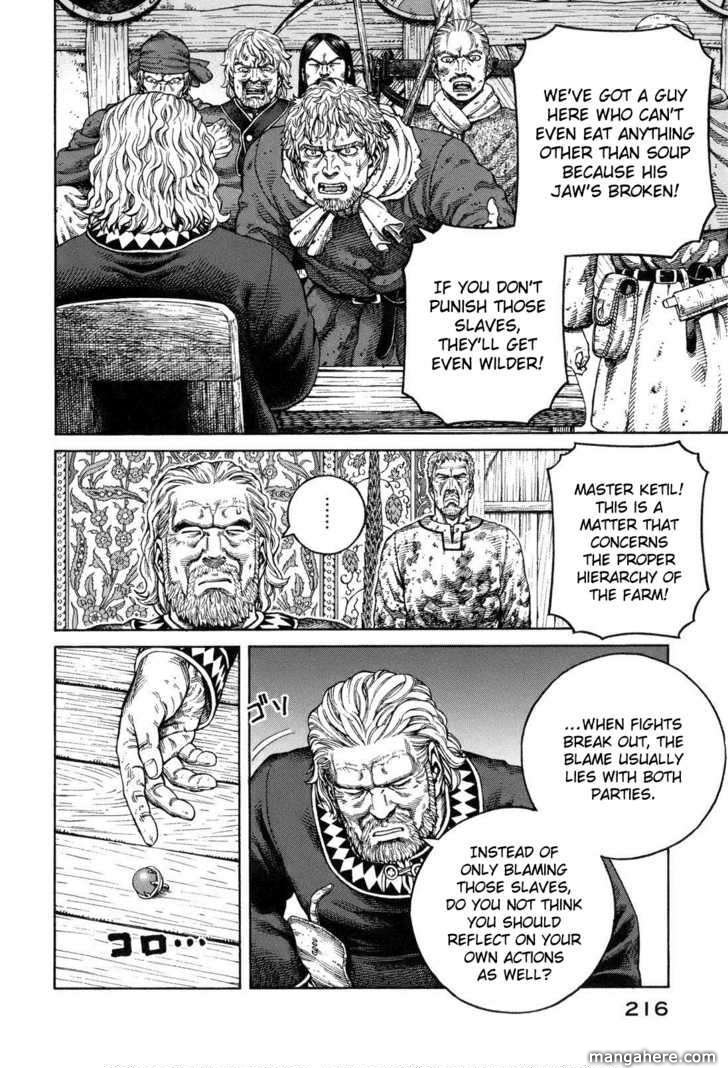 WE'VE GOT A GUY
HERE WHO CAN'T
EVEN EAT ANYTHING
OTHER THAN SOUP
BECAUSE HIS
JAW'S BROKEN!
IF YOU DON'T
PUNISH THOSE
SLAVES,
THEY'LL GET
EVEN WILDER!
......
MASTER KETIL!
THIS IS A
MATTER THAT
CONCERNS
THE PROPER
HIERARCHY OF
THE FARM!
コロ…
ゴソ
...WHEN FIGHTS
BREAK OUT, THE
BLAME USUALLY
LIES WITH BOTH
PARTIES.
INSTEAD OF
ONLY BLAMING
THOSE SLAVES,
DO YOU NOT THINK
YOU SHOULD
REFLECT ON YOUR
OWN ACTIONS
AS WELL?
216
www.mangahere.com